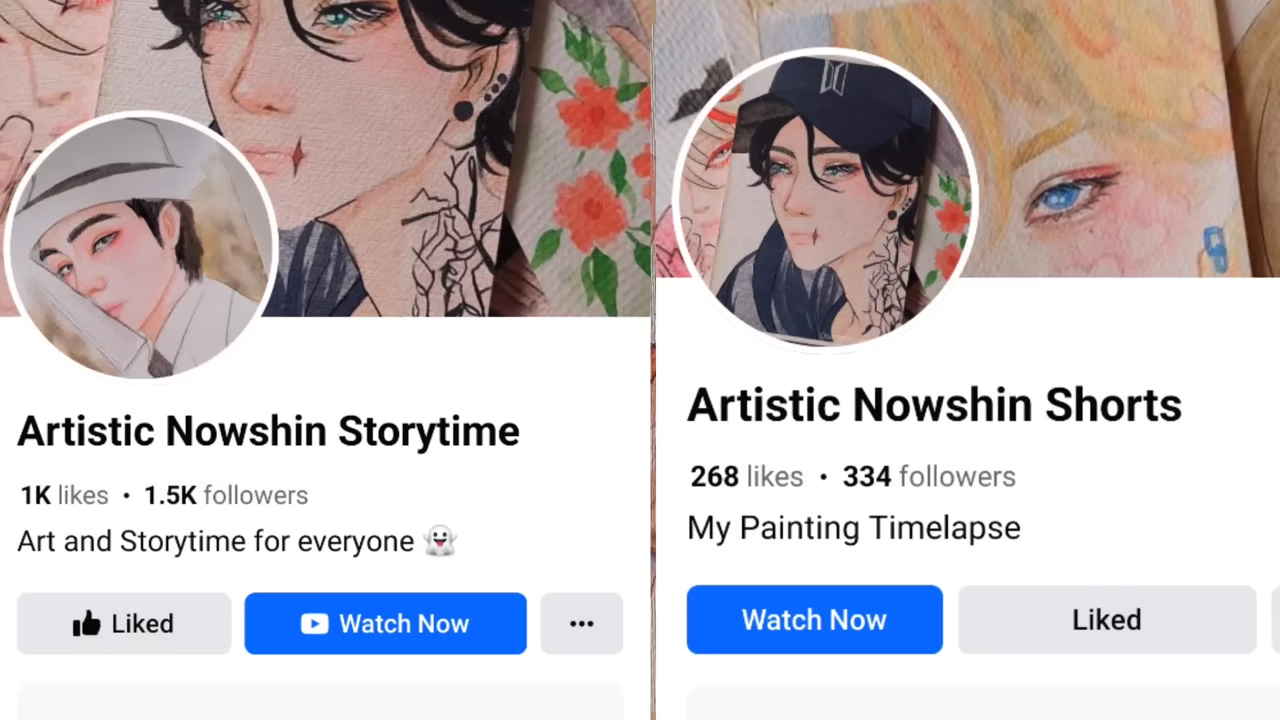 Artistic Nowshin Storytime
1K likes • 1.5K followers
Art and Storytime for everyone 👻
Liked
Watch Now
Artistic Nowshin Shorts
268 likes • 334 followers
My Painting Timelapse
Watch Now
Liked